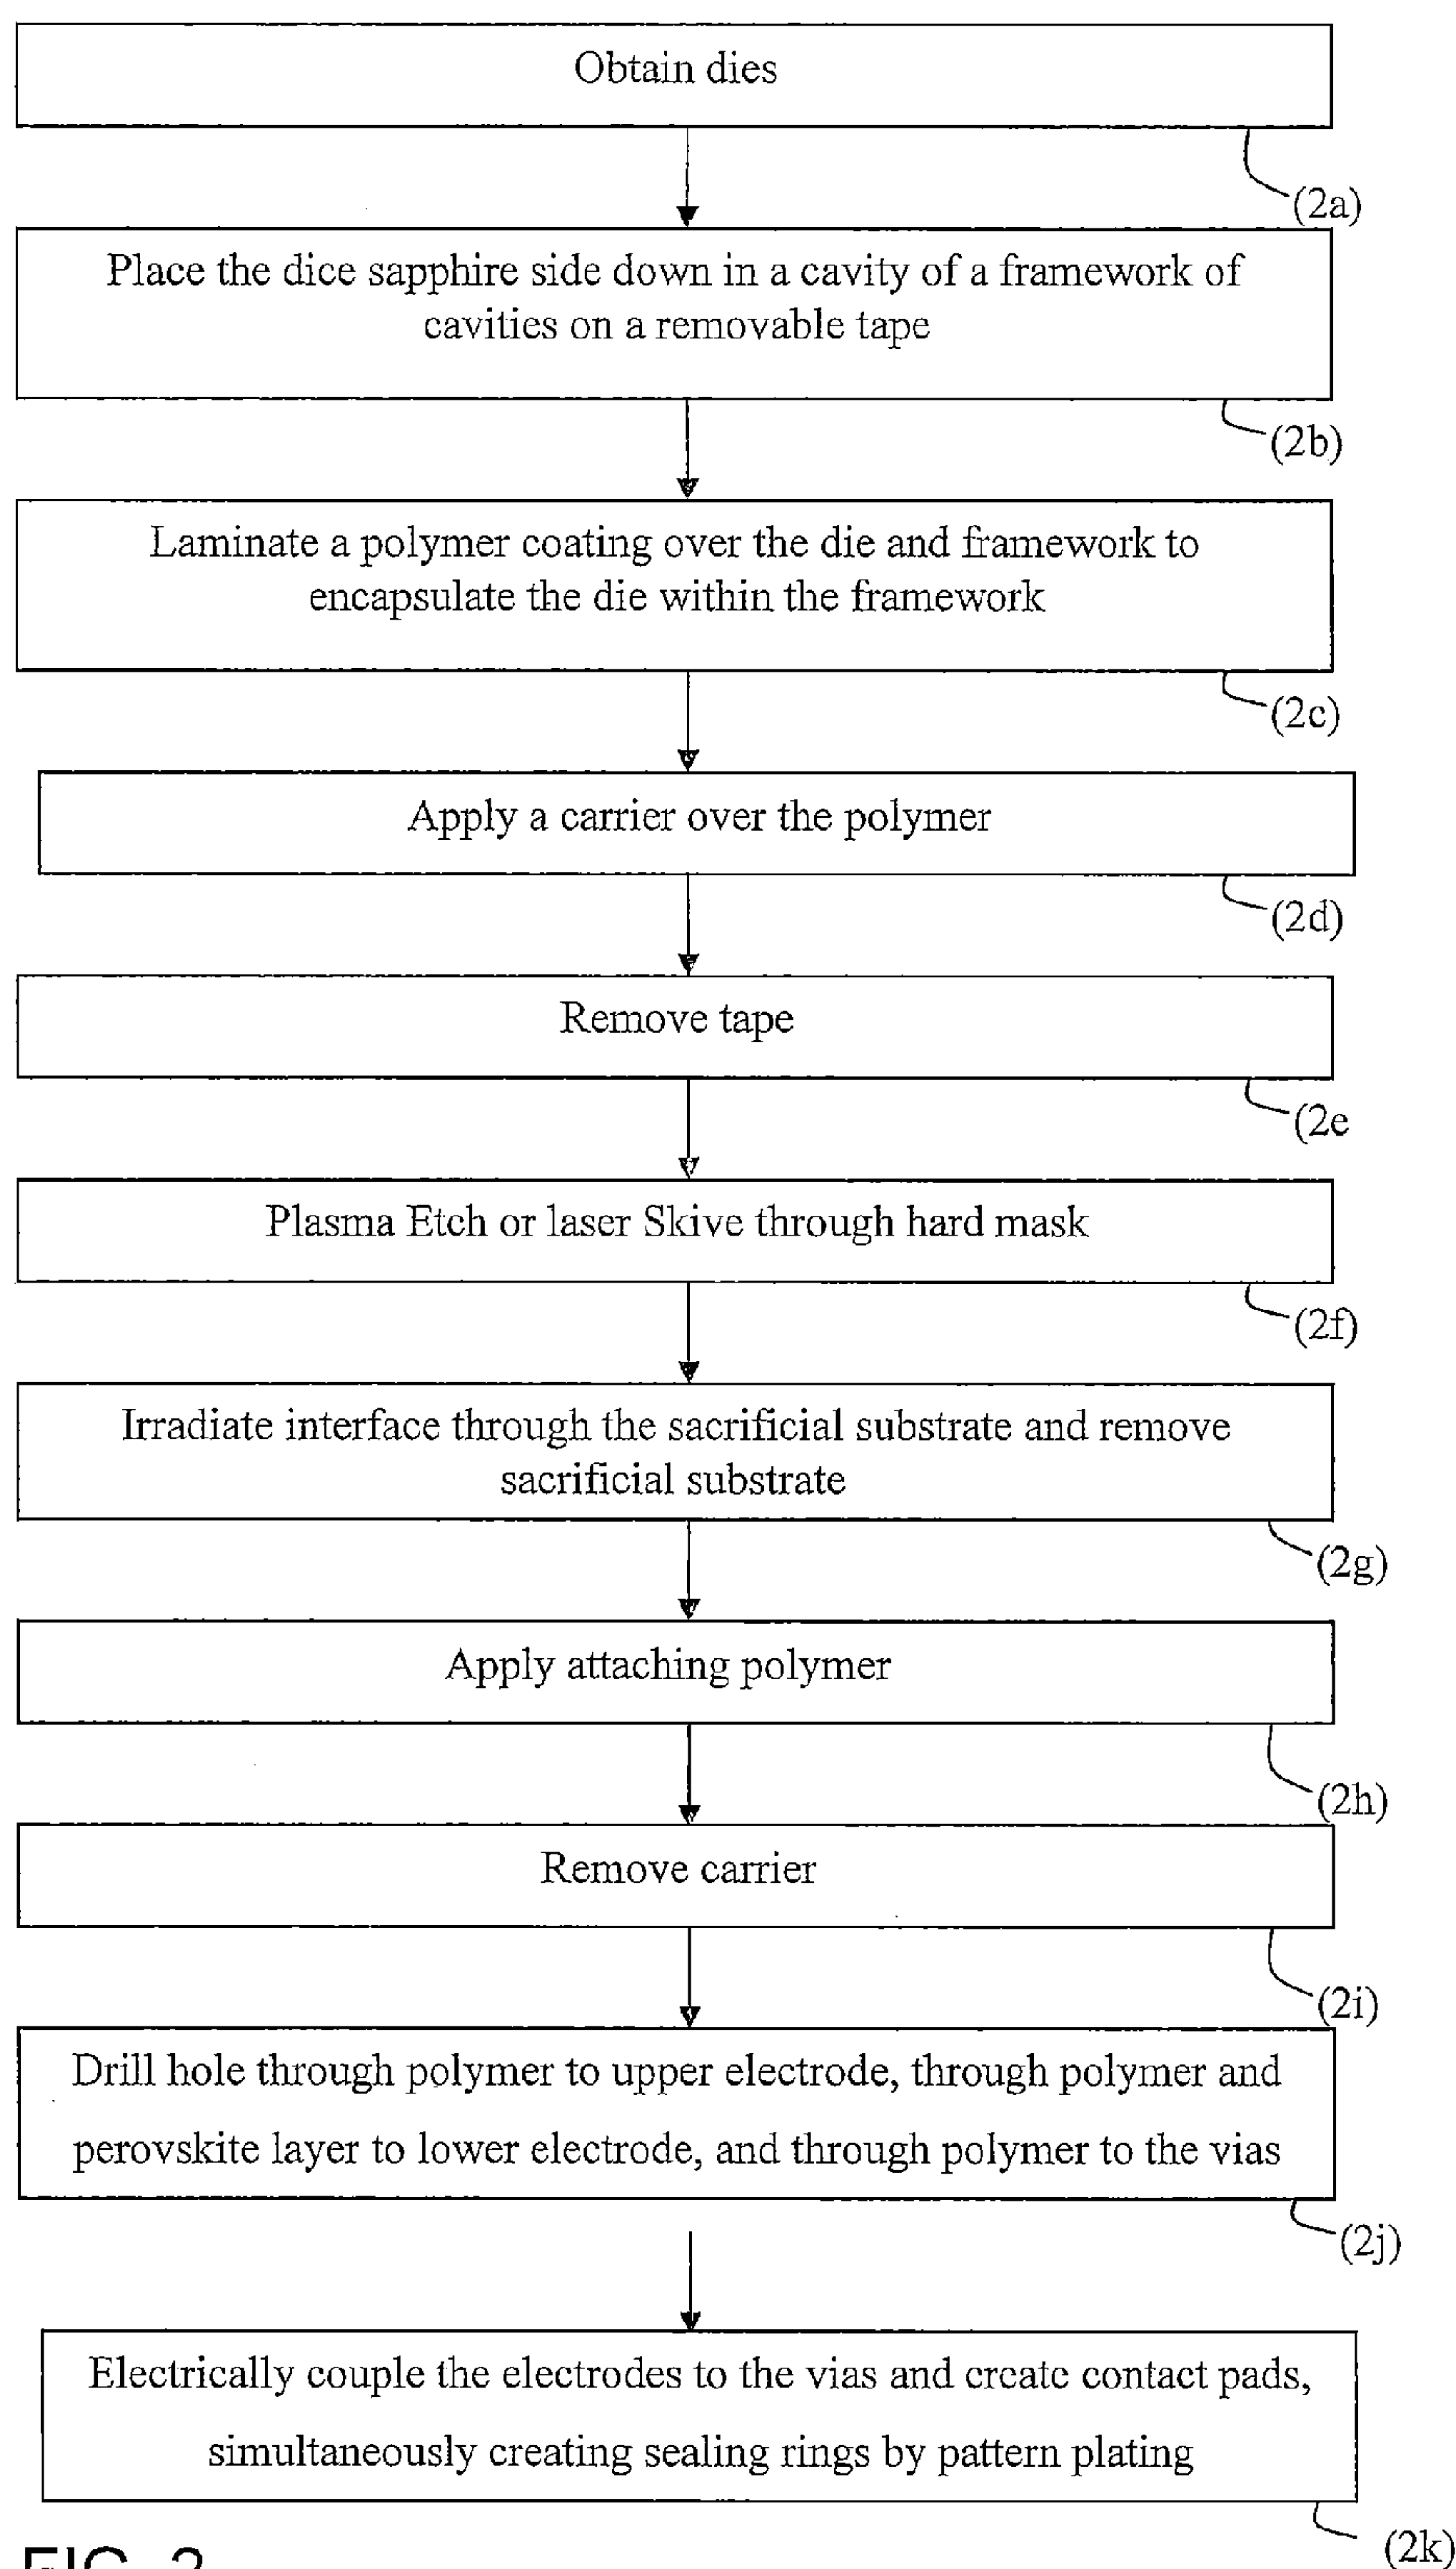 Obtain dies
(2a)
Place the dice sapphire side down in a cavity of a framework of
cavities on a removable tape
(2b)
Laminate a polymer coating over the die and framework to
encapsulate the die within the framework
(2c)
Apply a carrier over the polymer
(2d)
Remove tape
(2e
Plasma Etch or laser Skive through hard mask
(2f)
Irradiate interface through the sacrificial substrate and remove
sacrificial substrate
(2g)
Apply attaching polymer
(2h)
Remove carrier
(2i)
Drill hole through polymer to upper electrode, through polymer and
perovskite layer to lower electrode, and through polymer to the vias
(2j)
Electrically couple the electrodes to the vias and create contact pads,
simultaneously creating sealing rings by pattern plating
(2k)
FIG. 2